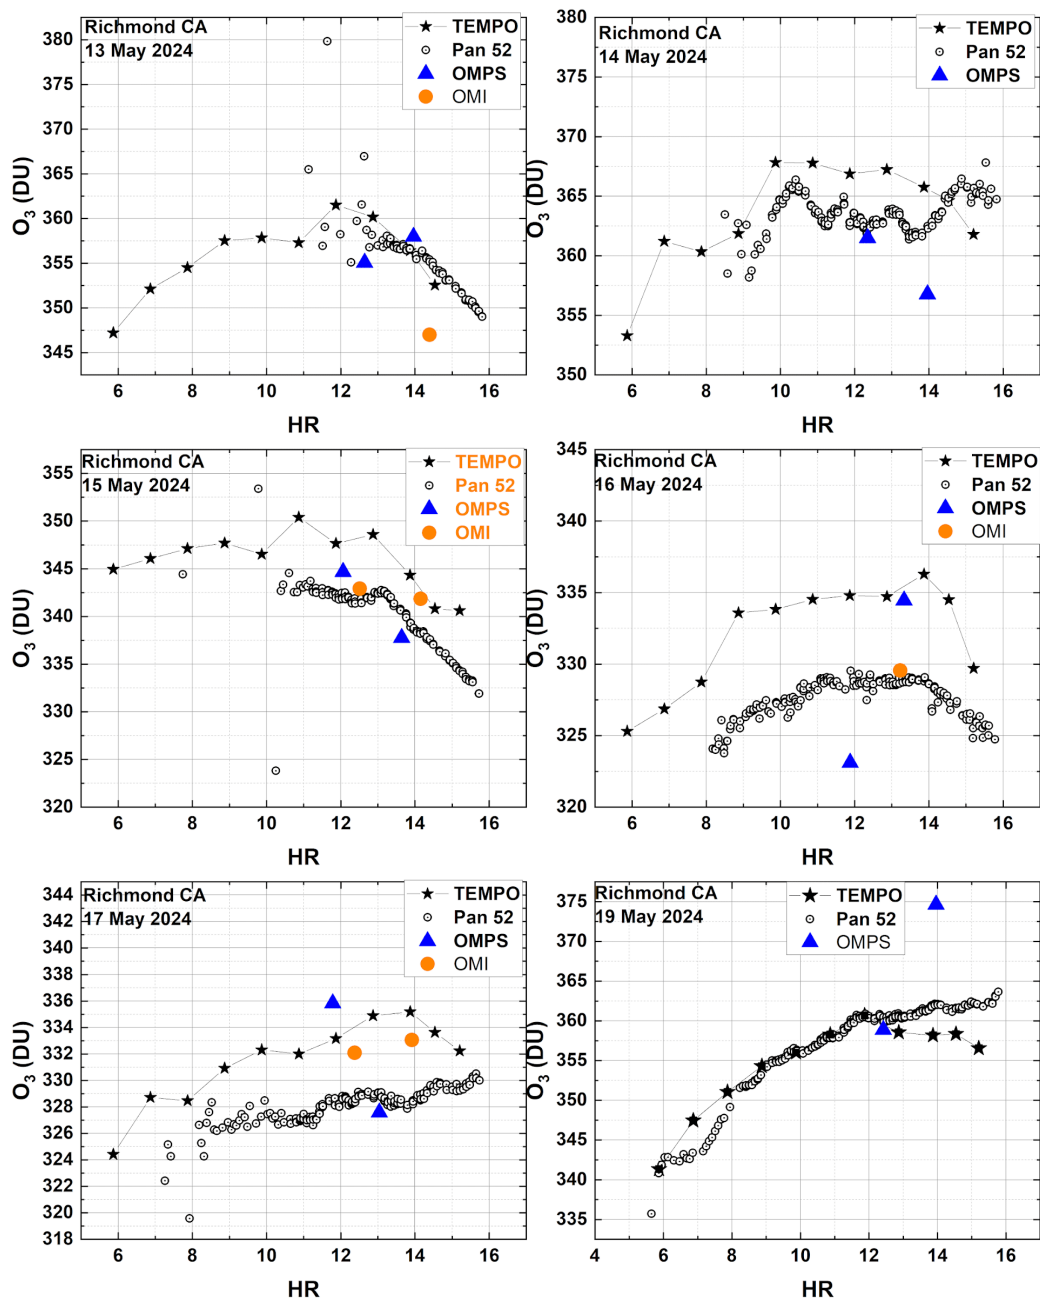 Richmond CA
13 May 2024
TEMPO
Pan 52
OMPS
OMI
380
375
370
365
360
355
350
345
O3 (DU)
6 8 10 12 14 16
HR
Richmond CA
14 May 2024
TEMPO
Pan 52
OMPS
380
375
370
365
360
355
350
O3 (DU)
6 8 10 12 14 16
HR
Richmond CA
15 May 2024
TEMPO
Pan 52
OMPS
OMI
355
350
345
340
335
330
325
320
O3 (DU)
6 8 10 12 14 16
HR
Richmond CA
16 May 2024
TEMPO
Pan 52
OMPS
OMI
345
340
335
330
325
320
O3 (DU)
6 8 10 12 14 16
HR
Richmond CA
17 May 2024
TEMPO
Pan 52
OMPS
OMI
344
342
340
338
336
334
332
330
328
326
324
322
320
318
O3 (DU)
6 8 10 12 14 16
HR
Richmond CA
19 May 2024
TEMPO
Pan 52
OMPS
375
370
365
360
355
350
345
340
335
O3 (DU)
4 6 8 10 12 14 16
HR